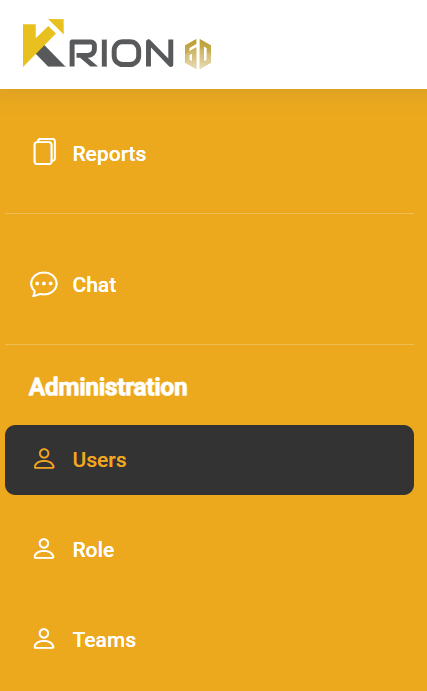 KRION 6D
Reports
Chat
Administration
Users
Role
Teams